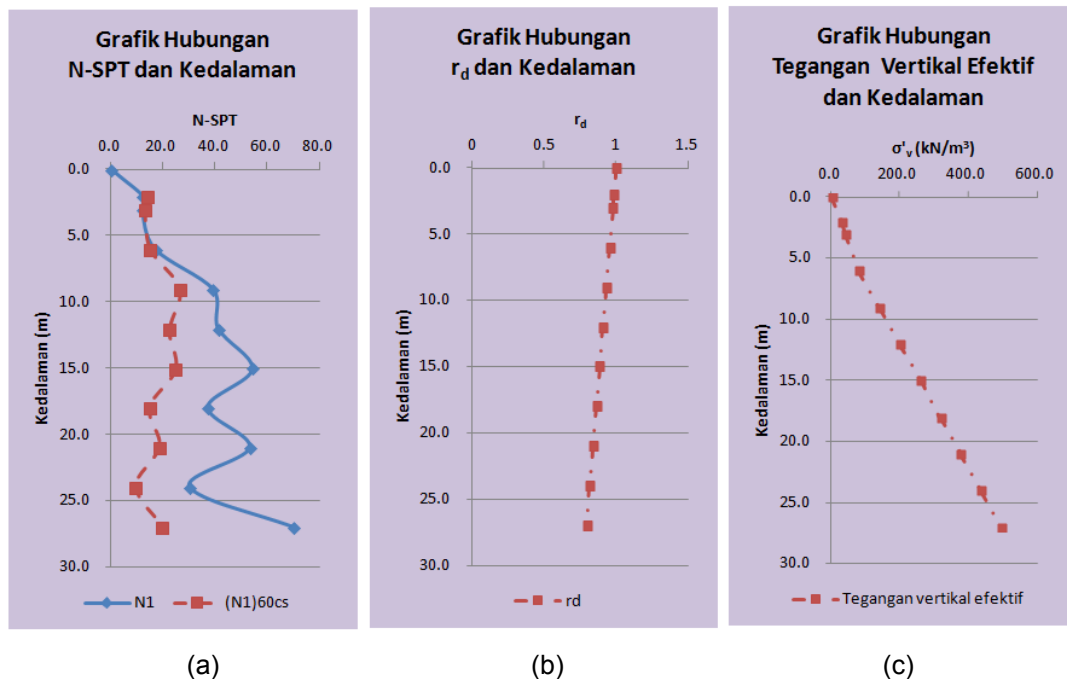 Grafik Hubungan
N-SPT dan Kedalaman
N-SPT
0.0 20.0 40.0 60.0 80.0
0.0
5.0
10.0
15.0
20.0
25.0
30.0
Kedalaman (m)
N1 (N1)60cs
(a)
Grafik Hubungan
rd dan Kedalaman
rd
0 0.5 1 1.5
0.0
5.0
10.0
15.0
20.0
25.0
30.0
Kedalaman (m)
rd
(b)
Grafik Hubungan
Tegangan Vertikal Efektif
dan Kedalaman
σ'v (kN/m³)
0.0 200.0 400.0 600.0
0.0
5.0
10.0
15.0
20.0
25.0
30.0
Kedalaman (m)
Tegangan vertikal efektif
(c)